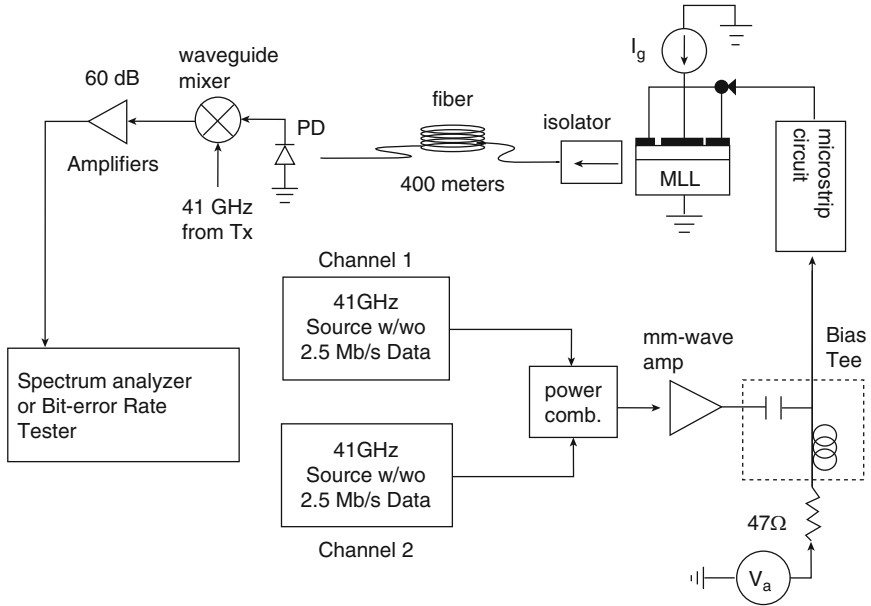 waveguide
mixer
60 dB
Amplifiers
PD
41 GHz
from Tx
fiber
400 meters
isolator
I_g
MLL
microstrip
circuit
Channel 1
41GHz
Source w/wo
2.5 Mb/s Data
41GHz
Source w/wo
2.5 Mb/s Data
Channel 2
power
comb.
mm-wave
amp
Bias
Tee
47Ω
V_a
Spectrum analyzer
or Bit-error Rate
Tester